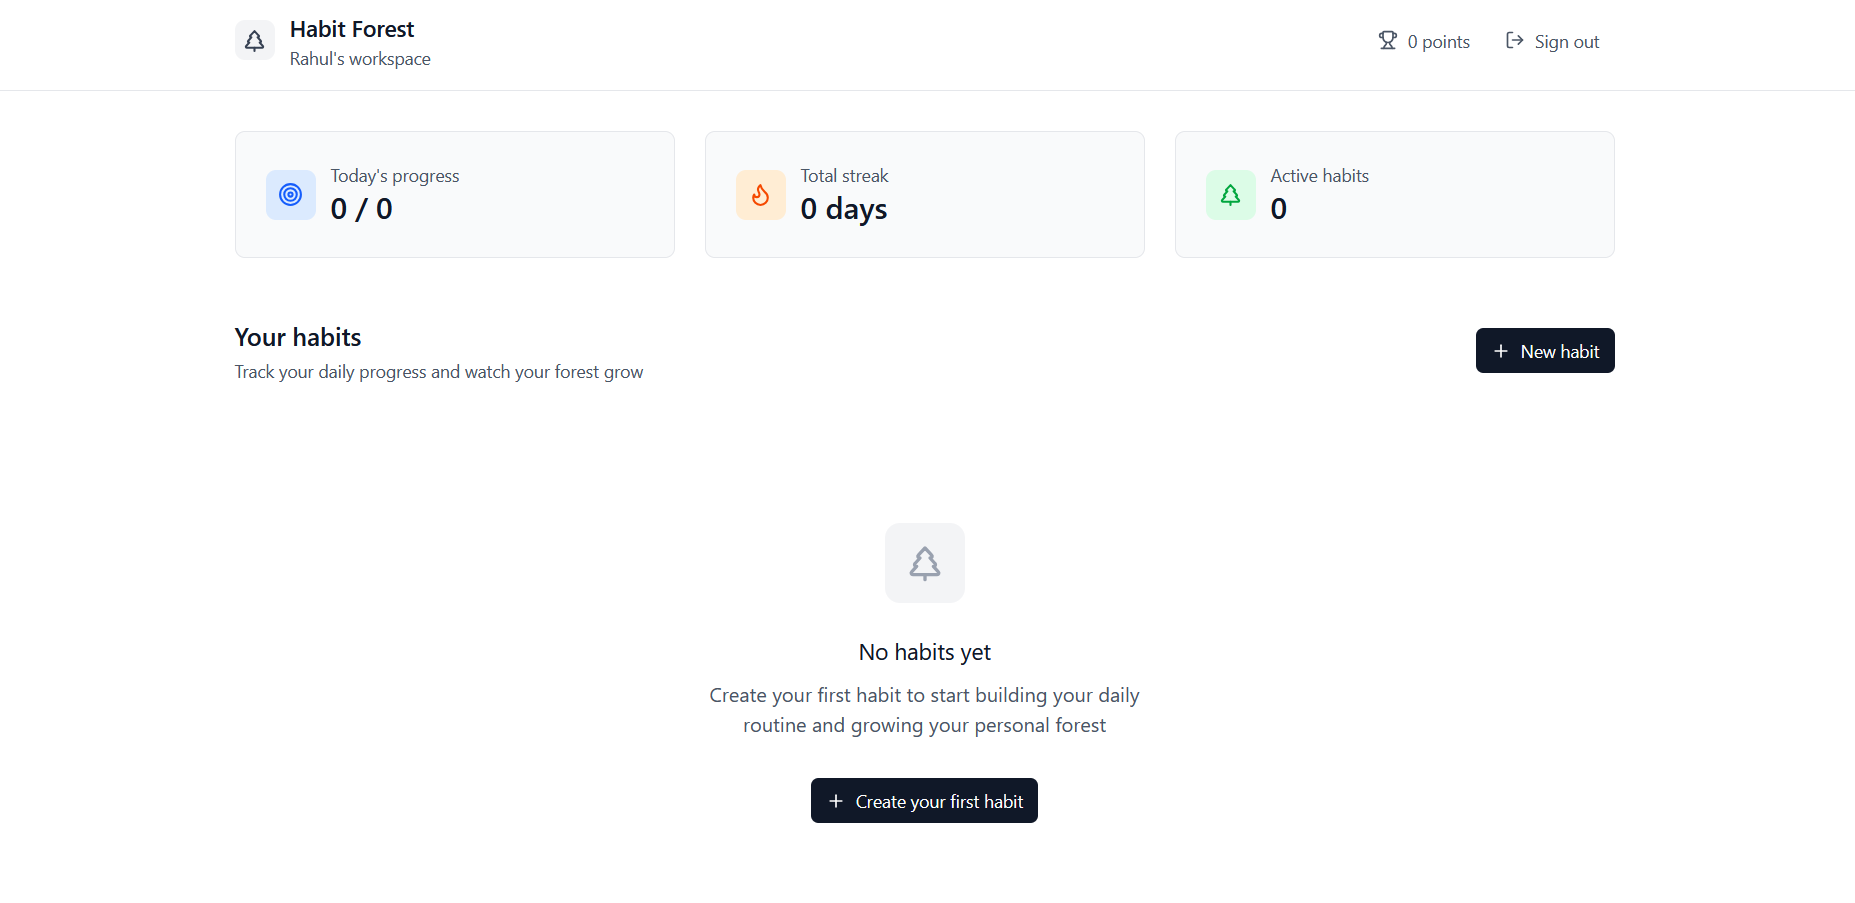 Habit Forest
Rahul's workspace
0 points
Sign out
Today's progress
0 / 0
Total streak
0 days
Active habits
0
Your habits
Track your daily progress and watch your forest grow
New habit
No habits yet
Create your first habit to start building your daily
routine and growing your personal forest
Create your first habit